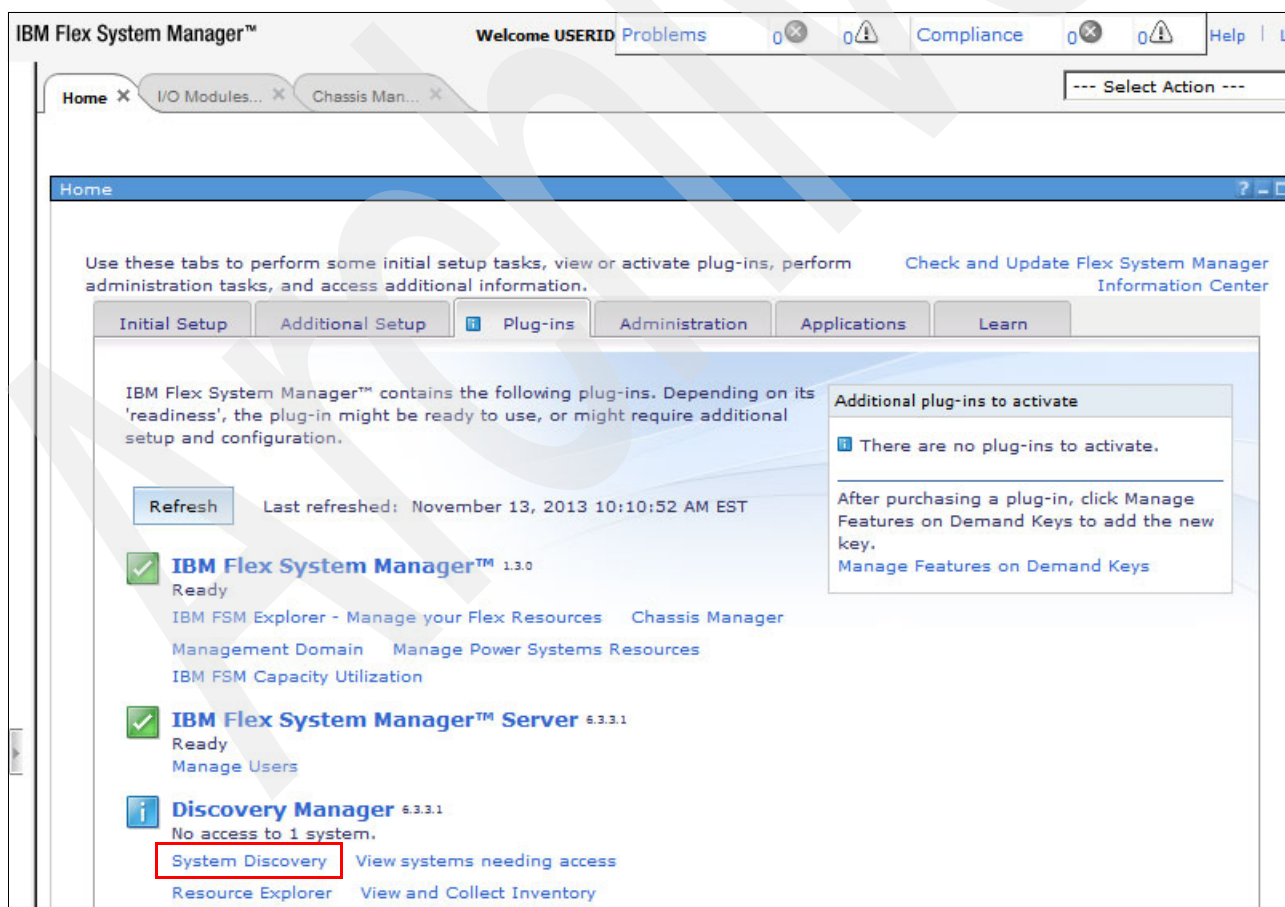 IBM Flex System Manager™
Welcome USERID Problems 0 0 Compliance 0 0 Help | L
Home I/O Modules... Chassis Man... --- Select Action ---
Home ?
Use these tabs to perform some initial setup tasks, view or activate plug-ins, perform
administration tasks, and access additional information.
Check and Update Flex System Manager
Information Center
Initial Setup Additional Setup Plug-ins Administration Applications Learn
IBM Flex System Manager™ contains the following plug-ins. Depending on its
'readiness', the plug-in might be ready to use, or might require additional
setup and configuration.
Refresh Last refreshed: November 13, 2013 10:10:52 AM EST
Additional plug-ins to activate
There are no plug-ins to activate.
After purchasing a plug-in, click Manage
Features on Demand Keys to add the new
key.
Manage Features on Demand Keys
IBM Flex System Manager™ 1.3.0
Ready
IBM FSM Explorer - Manage your Flex Resources Chassis Manager
Management Domain Manage Power Systems Resources
IBM FSM Capacity Utilization
IBM Flex System Manager™ Server 6.3.3.1
Ready
Manage Users
Discovery Manager 6.3.3.1
No access to 1 system.
System Discovery View systems needing access
Resource Explorer View and Collect Inventory